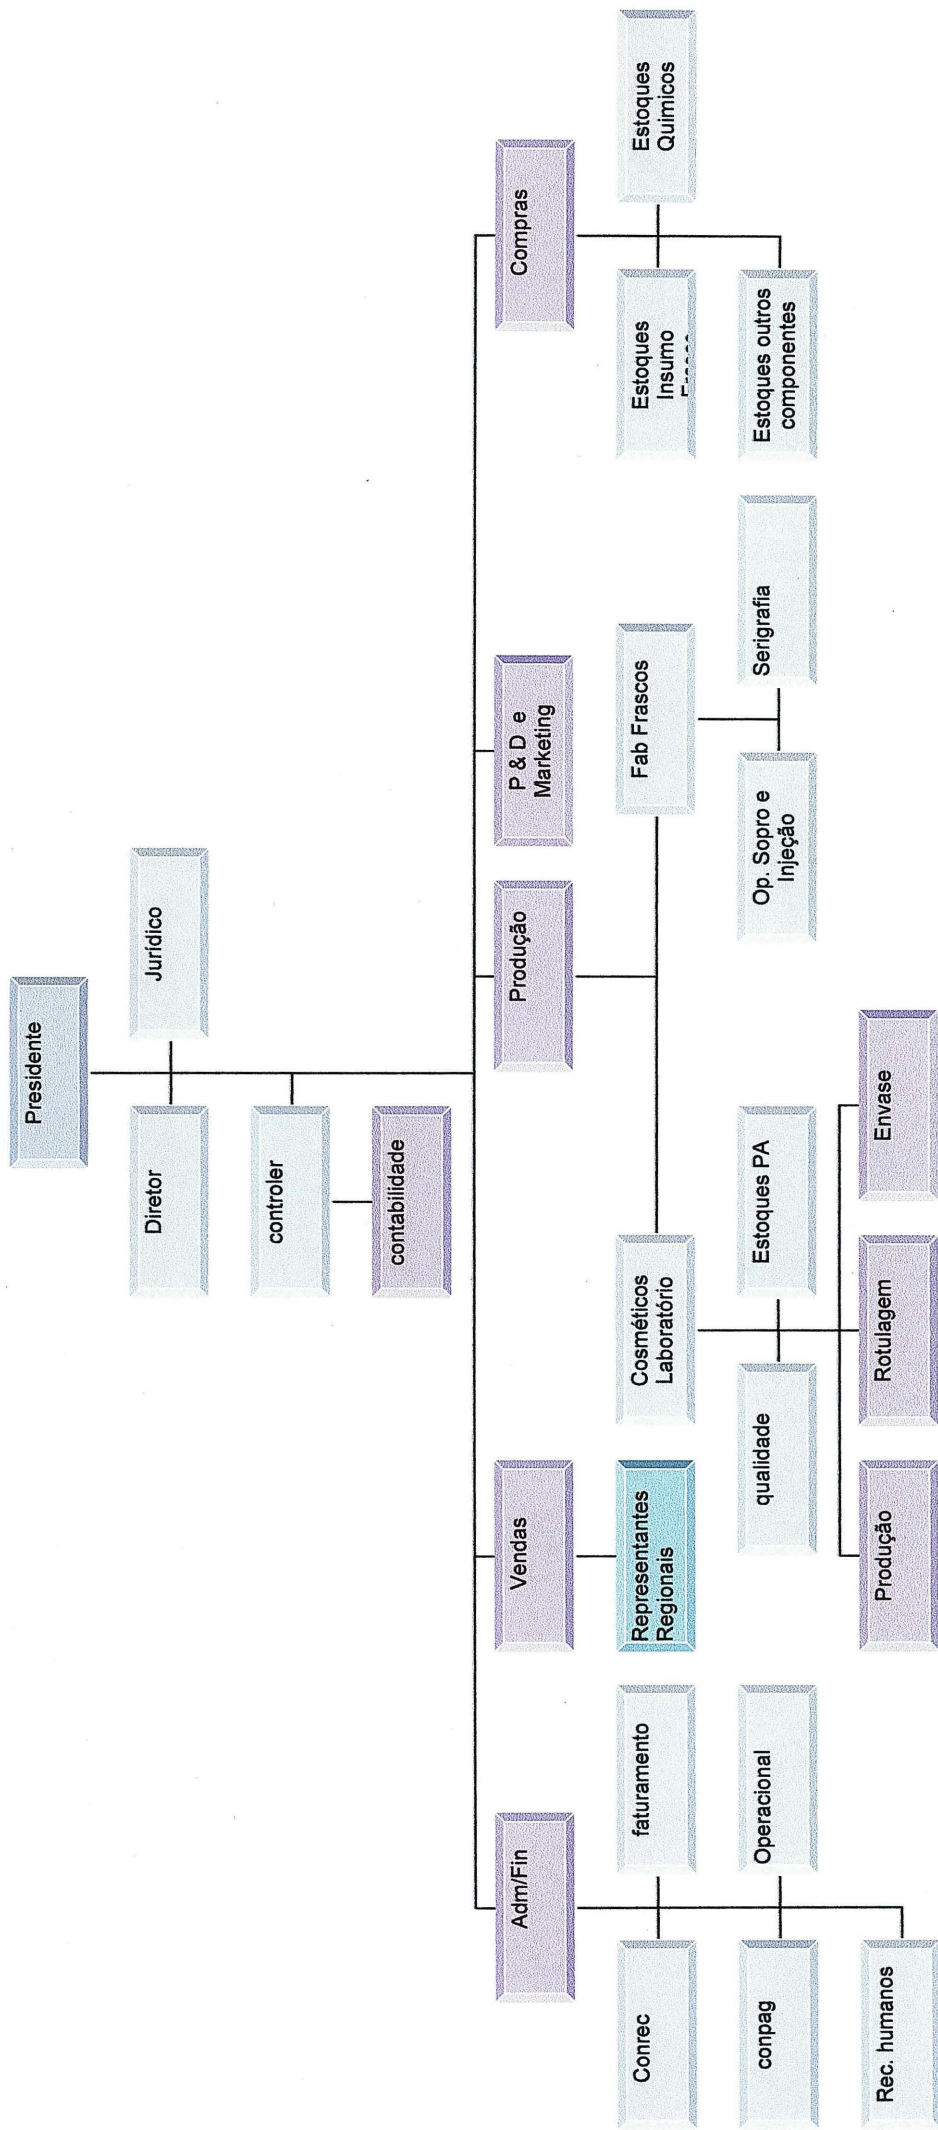 Presidente
Diretor
Jurídico
controler
contabilidade
Adm/Fin
Vendas
Produção
P & D e
Marketing
Compras
Conrec
faturamento
conpag
Operacional
Rec. humanos
Representantes
Regionais
Cosméticos
Laboratório
qualidade
Estoques PA
Produção
Rotulagem
Envase
Fab Frascos
Op. Sopro e
Injeção
Serigrafia
Estoques
Insumo
Estoques
Quimicos
Estoques outros
componentes